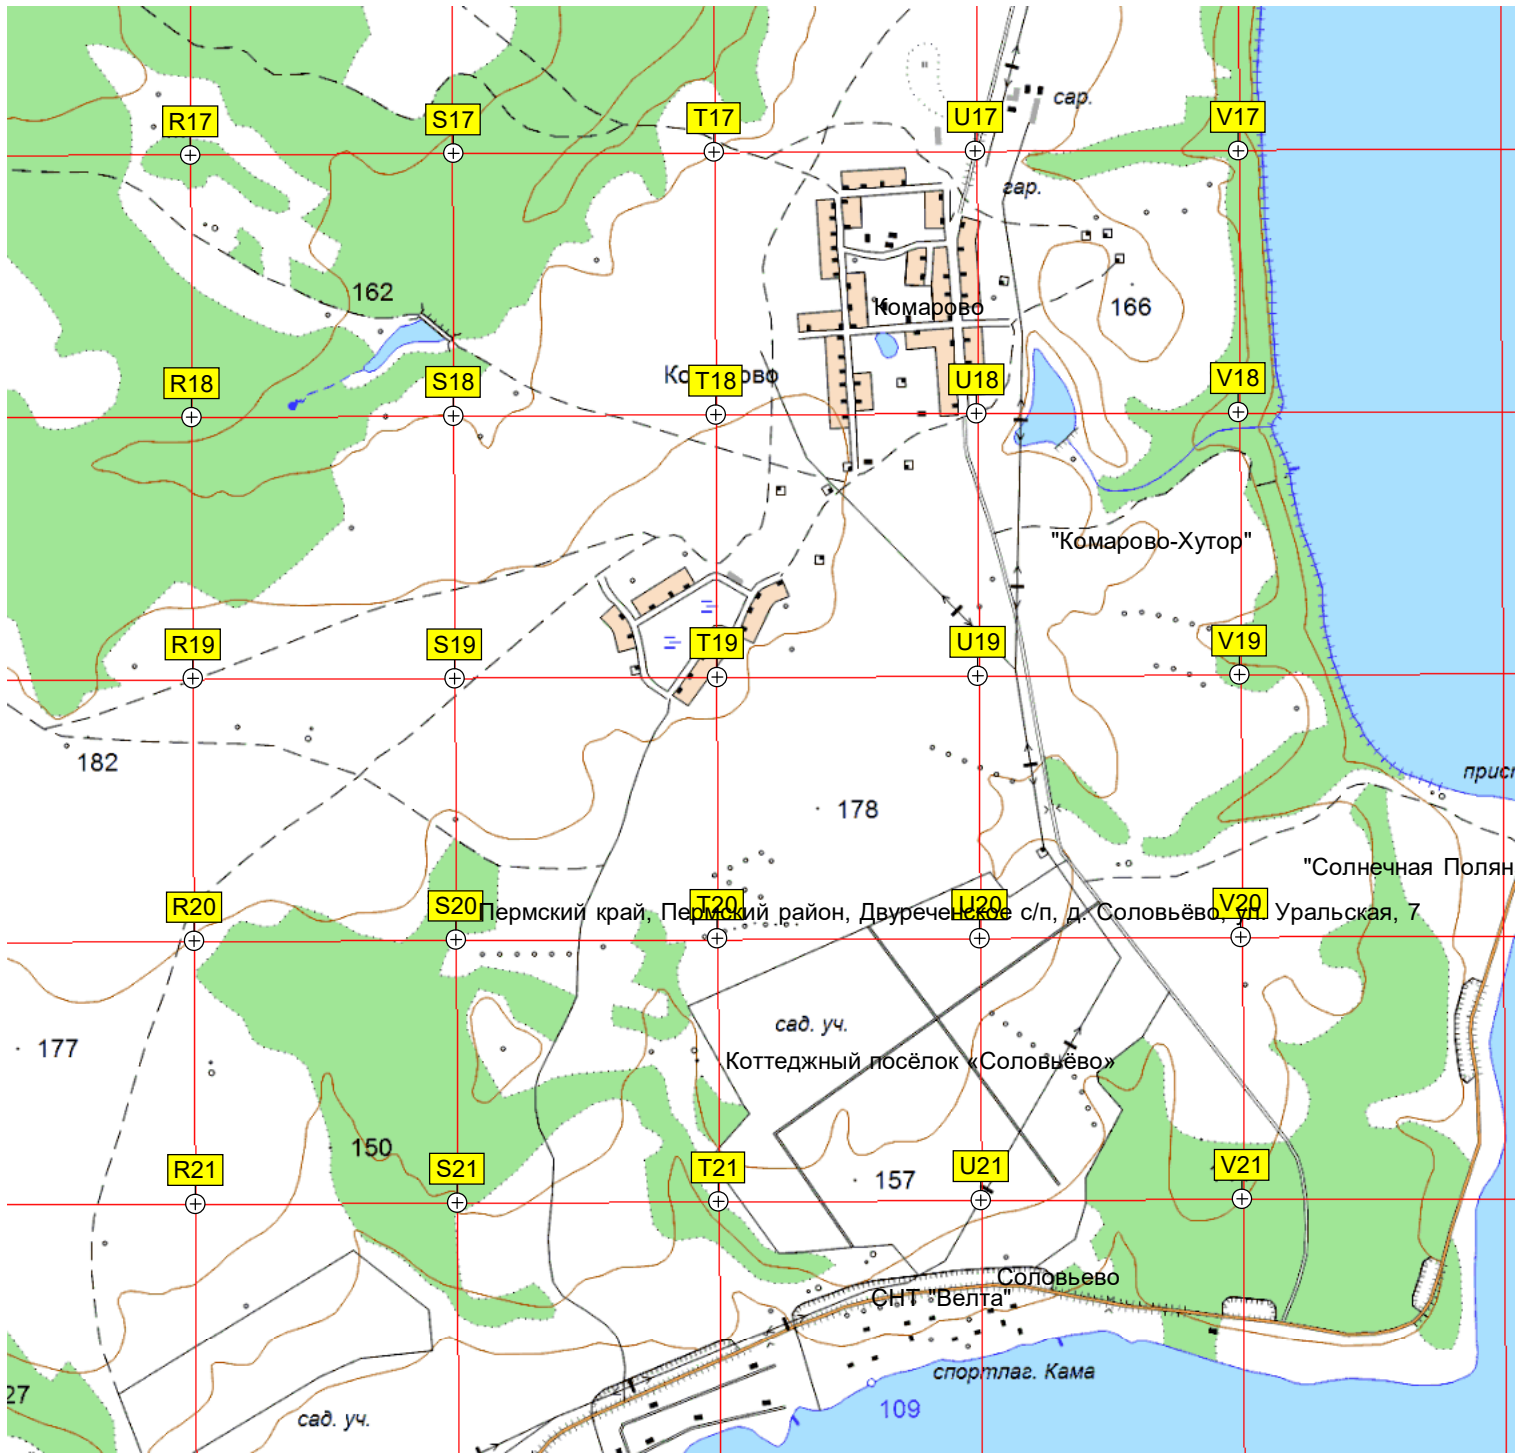 сар.
R17
S17
T17
U17
V17
гар.
162
Комарово
166
R18
S18
T18
U18
V18
"Комарово-Хутор"
R19
S19
T19
U19
V19
182
178
"Солнечная Полян
R20
S20
T20
U20
V20
Пермский край, Пермский район, Двуреченское с/п, д. Соловьёво, ул. Уральская, 7
сад. уч.
177
Коттеджный посёлок «Соловьёво»
150
157
R21
S21
T21
U21
V21
Соловьево
СНТ "Велта"
спортлаг. Кама
27
109
сад. уч.